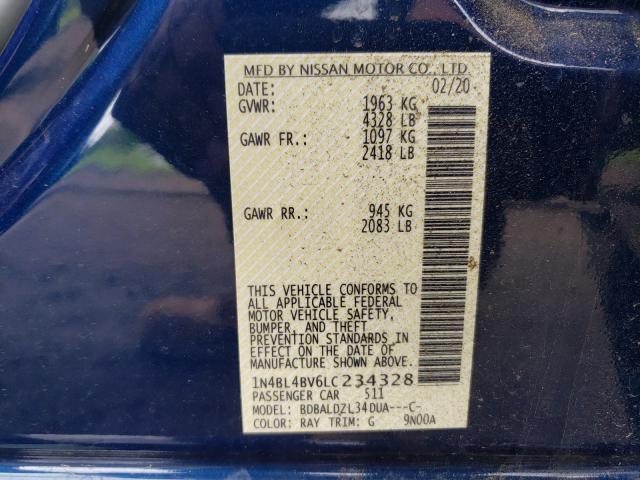 MFD BY NISSAN MOTOR CO., LTD.
DATE: 02/20
GVWR: 1963 KG
4328 LB
GAWR FR.: 1097 KG
2418 LB
GAWR RR.: 945 KG
2083 LB
THIS VEHICLE CONFORMS TO
ALL APPLICABLE FEDERAL
MOTOR VEHICLE SAFETY,
BUMPER, AND THEFT
PREVENTION STANDARDS IN
EFFECT ON THE DATE OF
MANUFACTURE SHOWN ABOVE.
1N4BL4BV6LC234328
PASSENGER CAR 511
MODEL: BDBALDZL34DUA---C-
COLOR: RAY TRIM: G 9N00A